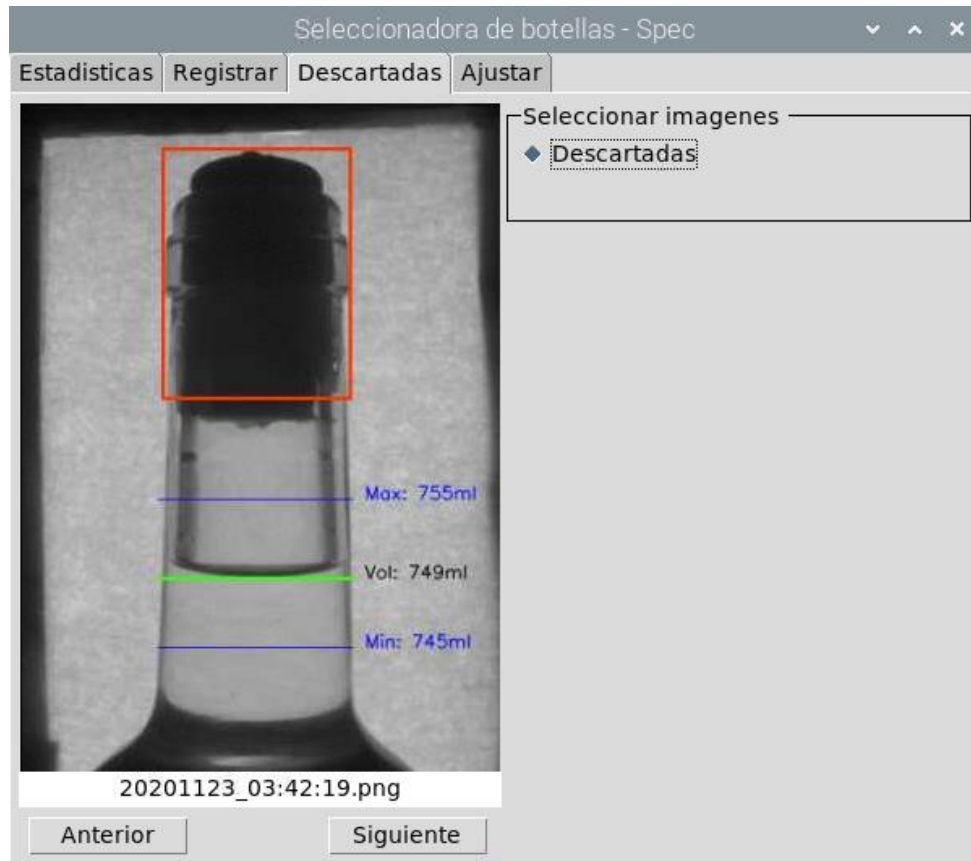 Seleccionadora de botellas - Spec
Estadisticas Registrar Descartadas Ajustar
Seleccionar imagenes
Descartadas
Max: 755ml
Vol: 749ml
Min: 745ml
20201123_03:42:19.png
Anterior Siguiente